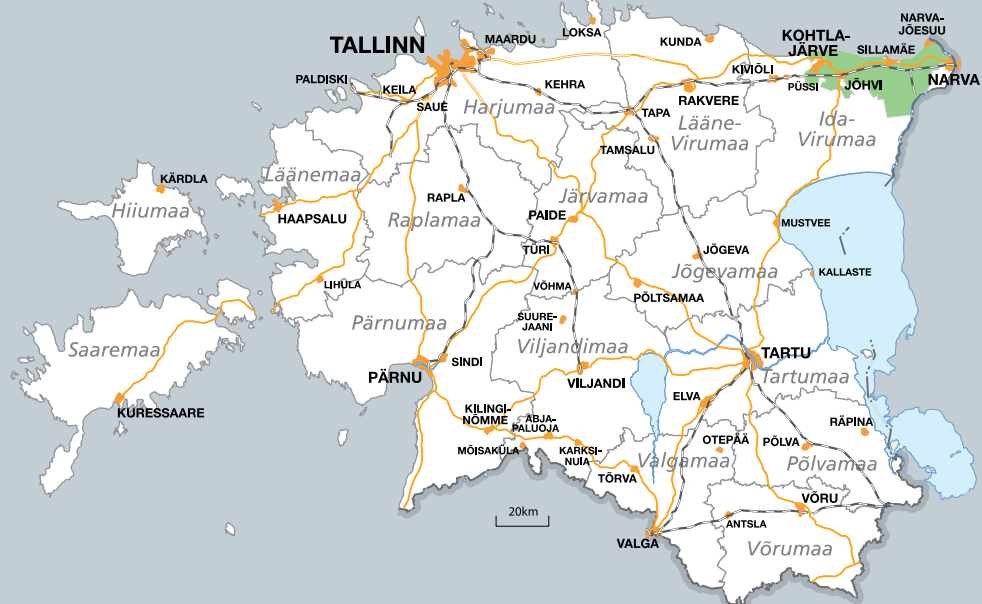 NARVA-
JÕESUU
LOKSA
KOHTLA-
JÄRVE
KUNDA
MAARDU
TALLINN
SILLAMÄE
PALDISKI
KIVIÕLI
NARVA
KEILA
KEHRA
PÜSSI
JÕHVI
SAUE
Harjumaa
RAKVERE
TAPA
Lääne-
Virumaa
Ida-
Virumaa
TAMSALU
Läänemaa
KÄRDLA
Hiiumaa
RAPLA
Järvamaa
HAAPSALU
Raplamaa
PAIDE
MUSTVEE
TÜRI
JÕGEVA
Jõgevamaa
KALLASTE
LIHULA
VÕHMA
PÕLTSAMAA
Pärnumaa
SUURE-
JAANI
Saaremaa
Viljandimaa
SINDI
TARTU
PÄRNU
Tartumaa
VILJANDI
ELVA
KURESSAARE
KILINGI-
NÕMME
ABJA-
PALUOJA
RÄPINA
MÕISAKÜLA
KARKSI-
NUIA
OTEPÄÄ
PÕLVA
Valgamaa
Põlvamaa
TÕRVA
VÕRU
20km
ANTSLA
VALGA
Võrumaa